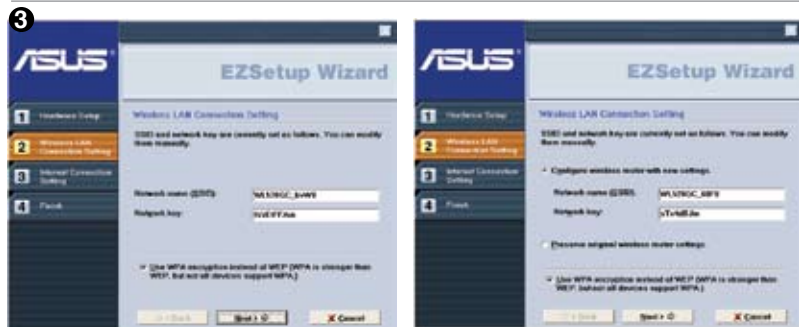 3
ASUS
EZSetup Wizard
1 Hardware Setup
2 Wireless LAN
Connection Setting
3 Internet Connection
Setting
4 Finish
Wireless LAN Connection Setting
SSID and network key are currently set as follows. You can modify
them manually.
Network name (SSID):
Network key:
Use WPA encryption instead of WEP (WPA is stronger than
WEP, but not all devices support WPA.)
< Back Next > Cancel
ASUS
EZSetup Wizard
1 Hardware Setup
2 Wireless LAN
Connection Setting
3 Internet Connection
Setting
4 Finish
Wireless LAN Connection Setting
SSID and network key are currently set as follows. You can modify
them manually.
Configure wireless router with new settings.
Network name (SSID):
Network key:
Preserve original wireless router settings.
Use WPA encryption instead of WEP (WPA is stronger than
WEP, but not all devices support WPA.)
< Back Next > Cancel